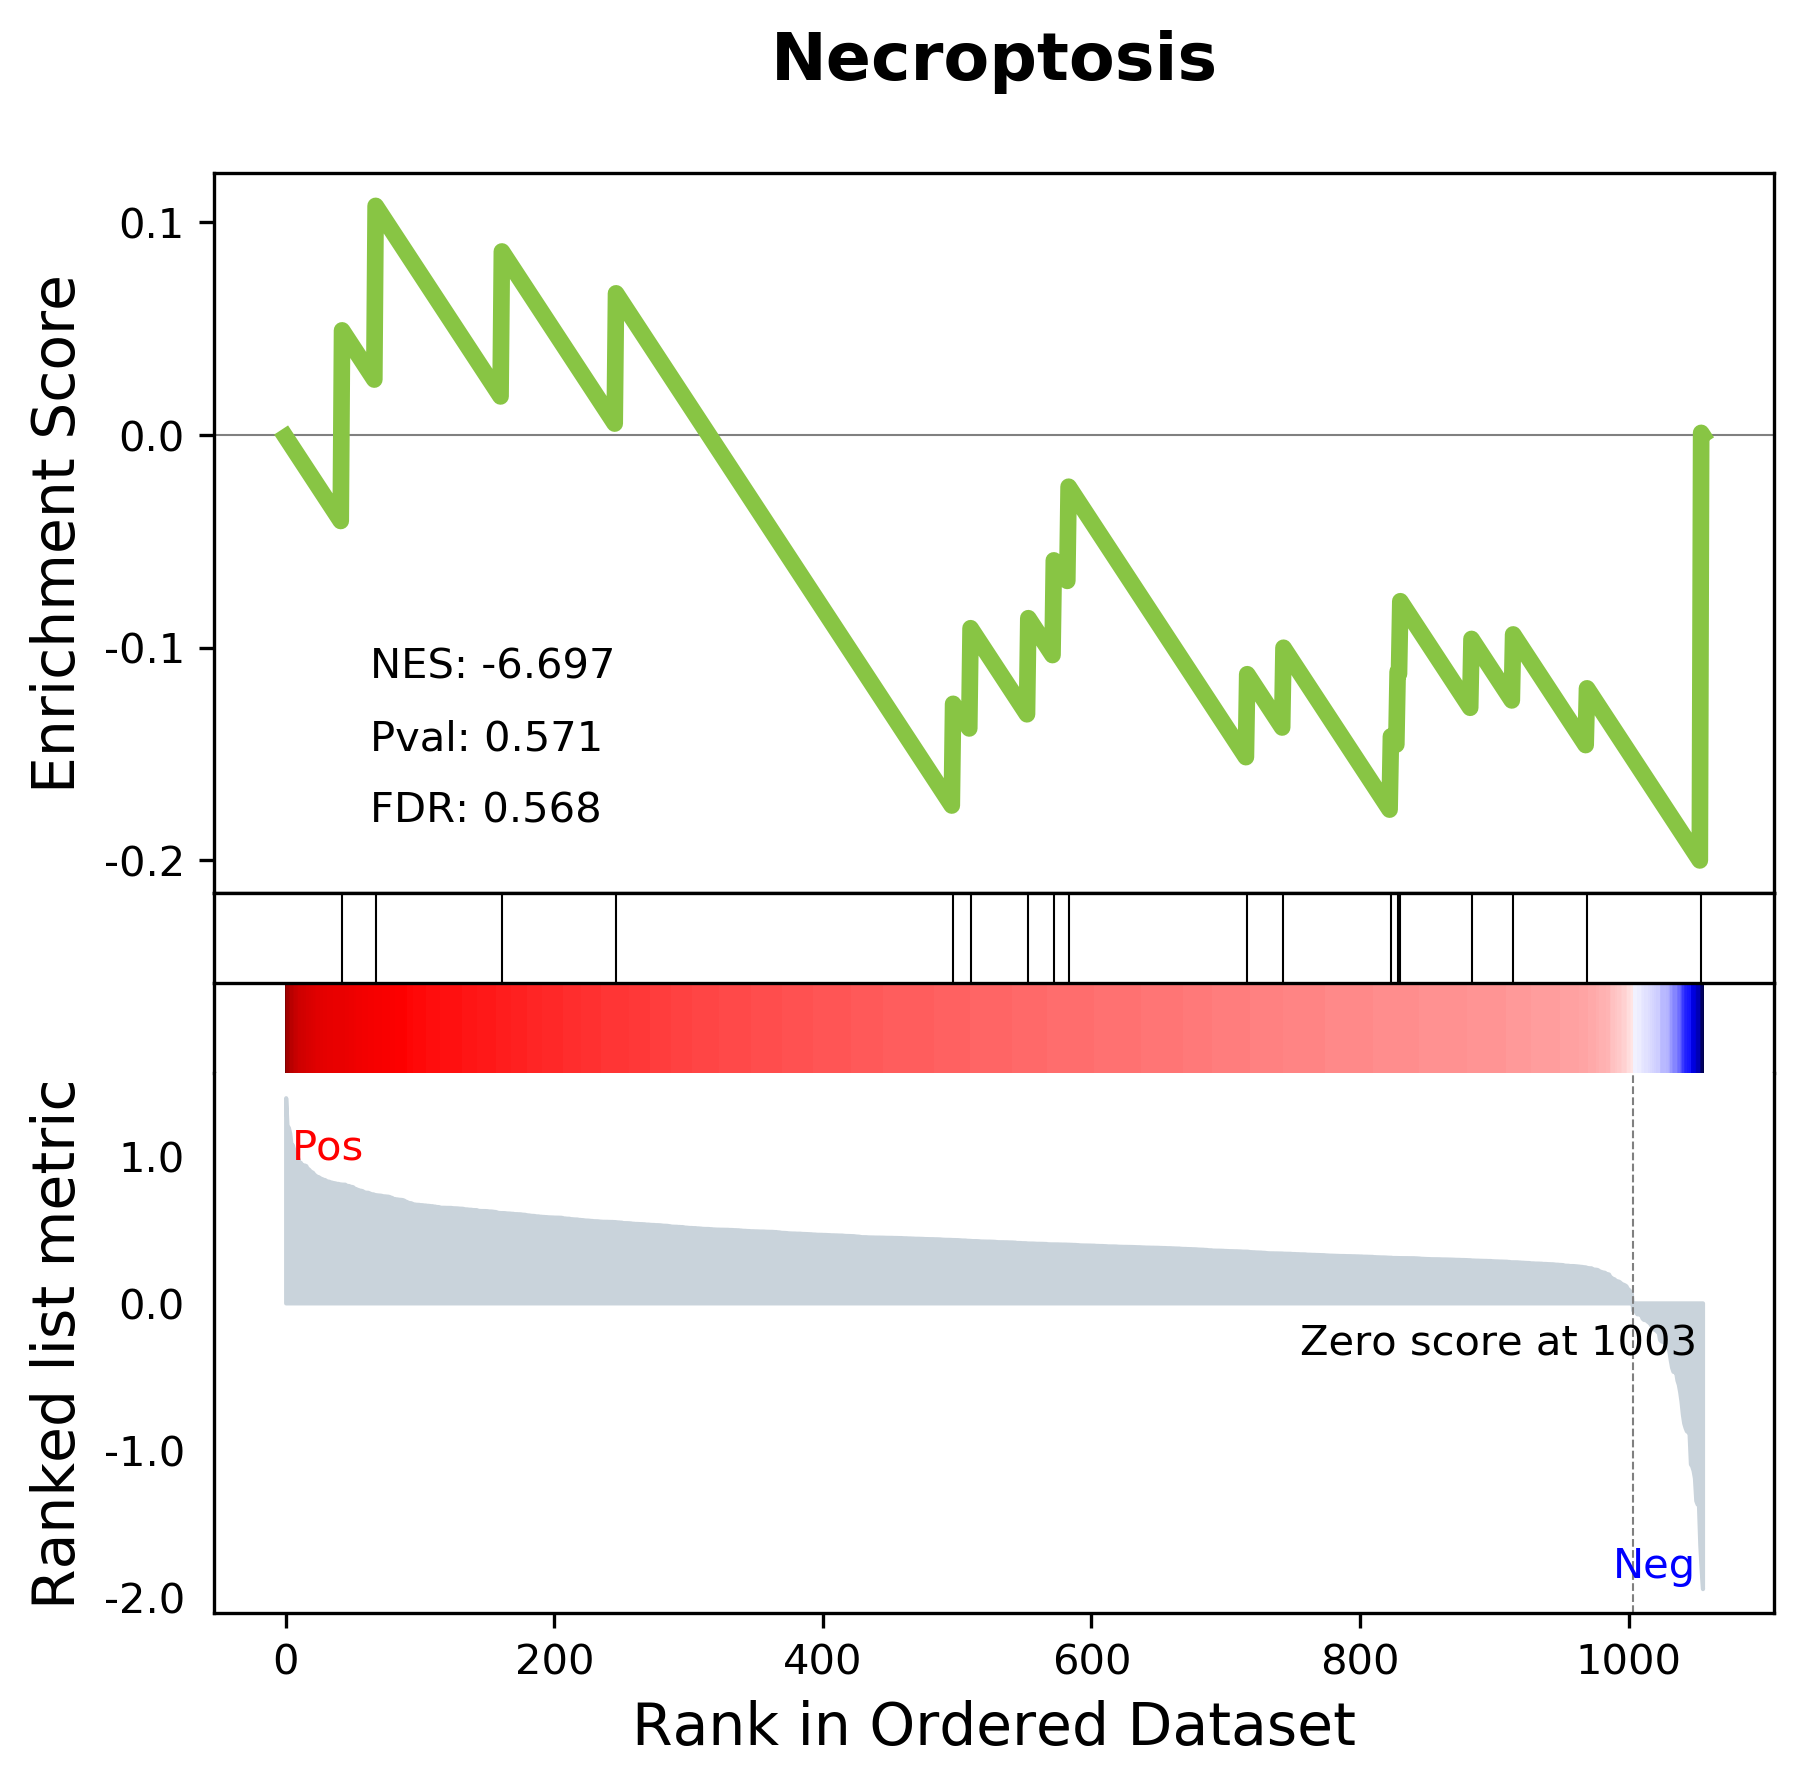 Necroptosis
0.1
0.0
-0.1
-0.2
Enrichment Score
NES: -6.697
Pval: 0.571
FDR: 0.568
Pos
1.0
0.0
-1.0
-2.0
Ranked list metric
Zero score at 1003
Neg
0 200 400 600 800 1000
Rank in Ordered Dataset